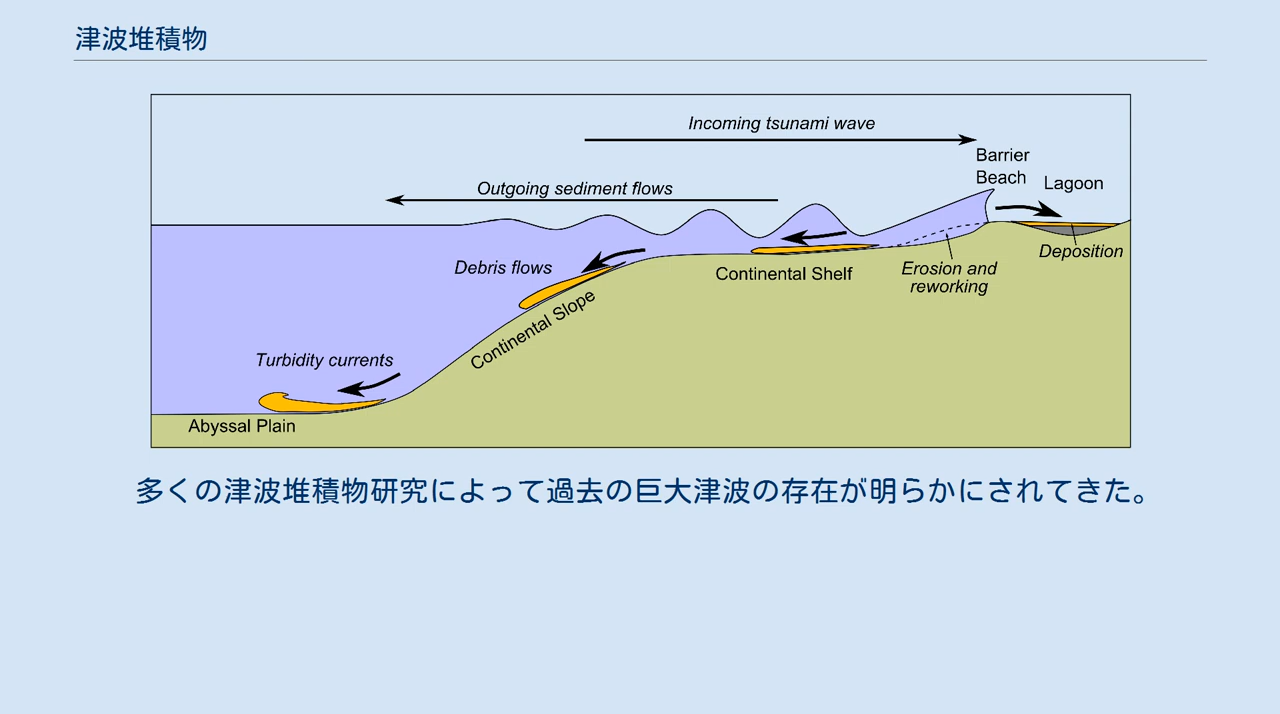 津波堆積物
Incoming tsunami wave
Barrier
Beach
Lagoon
Outgoing sediment flows
Debris flows
Continental Shelf
Erosion and
reworking
Deposition
Continental Slope
Turbidity currents
Abyssal Plain
多くの津波堆積物研究によって過去の巨大津波の存在が明らかにされてきた。